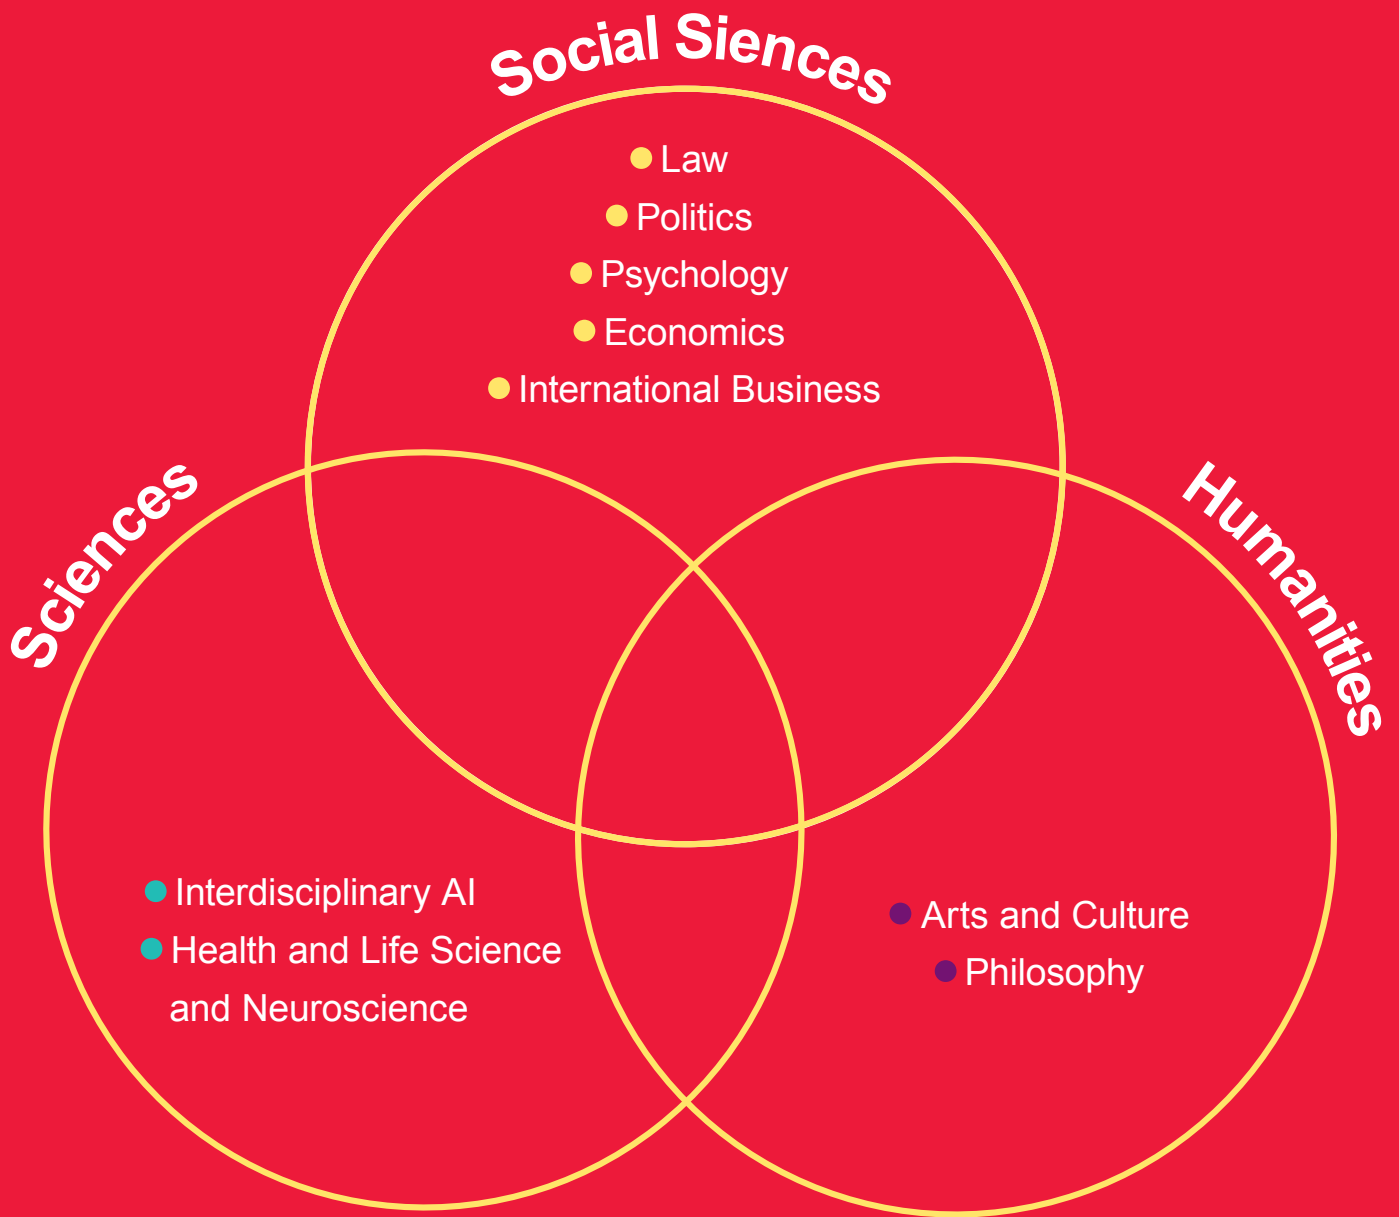 Social Siences
Law
Politics
Psychology
Economics
International Business
Sciences
Humanities
Interdisciplinary AI
Health and Life Science
and Neuroscience
Arts and Culture
Philosophy